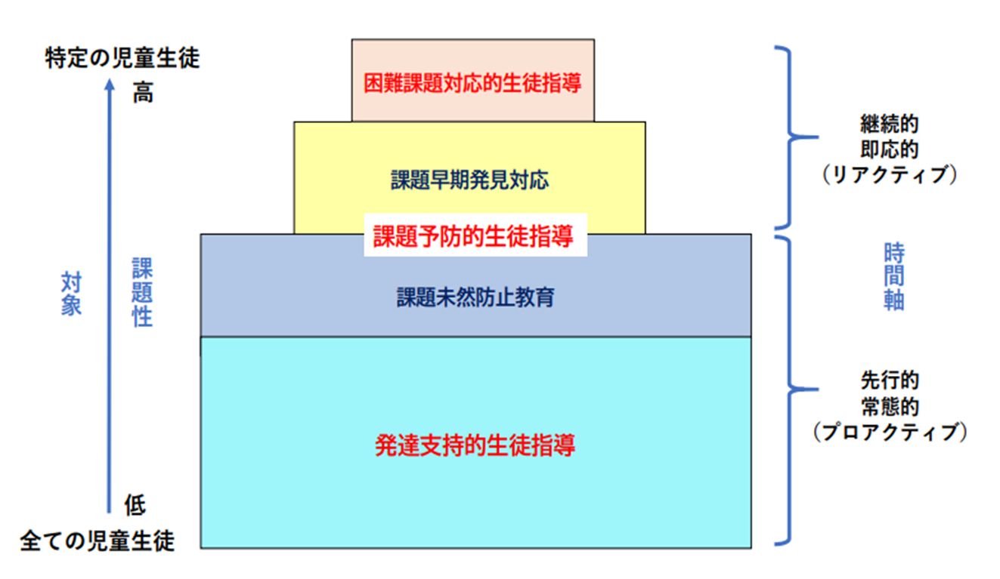 特定の児童生徒
高
困難課題対応的生徒指導
継続的
即応的
（リアクティブ）
課題早期発見対応
課題予防的生徒指導
対象
課題性
時間軸
課題未然防止教育
先行的
常態的
（プロアクティブ）
発達支持的生徒指導
低
全ての児童生徒